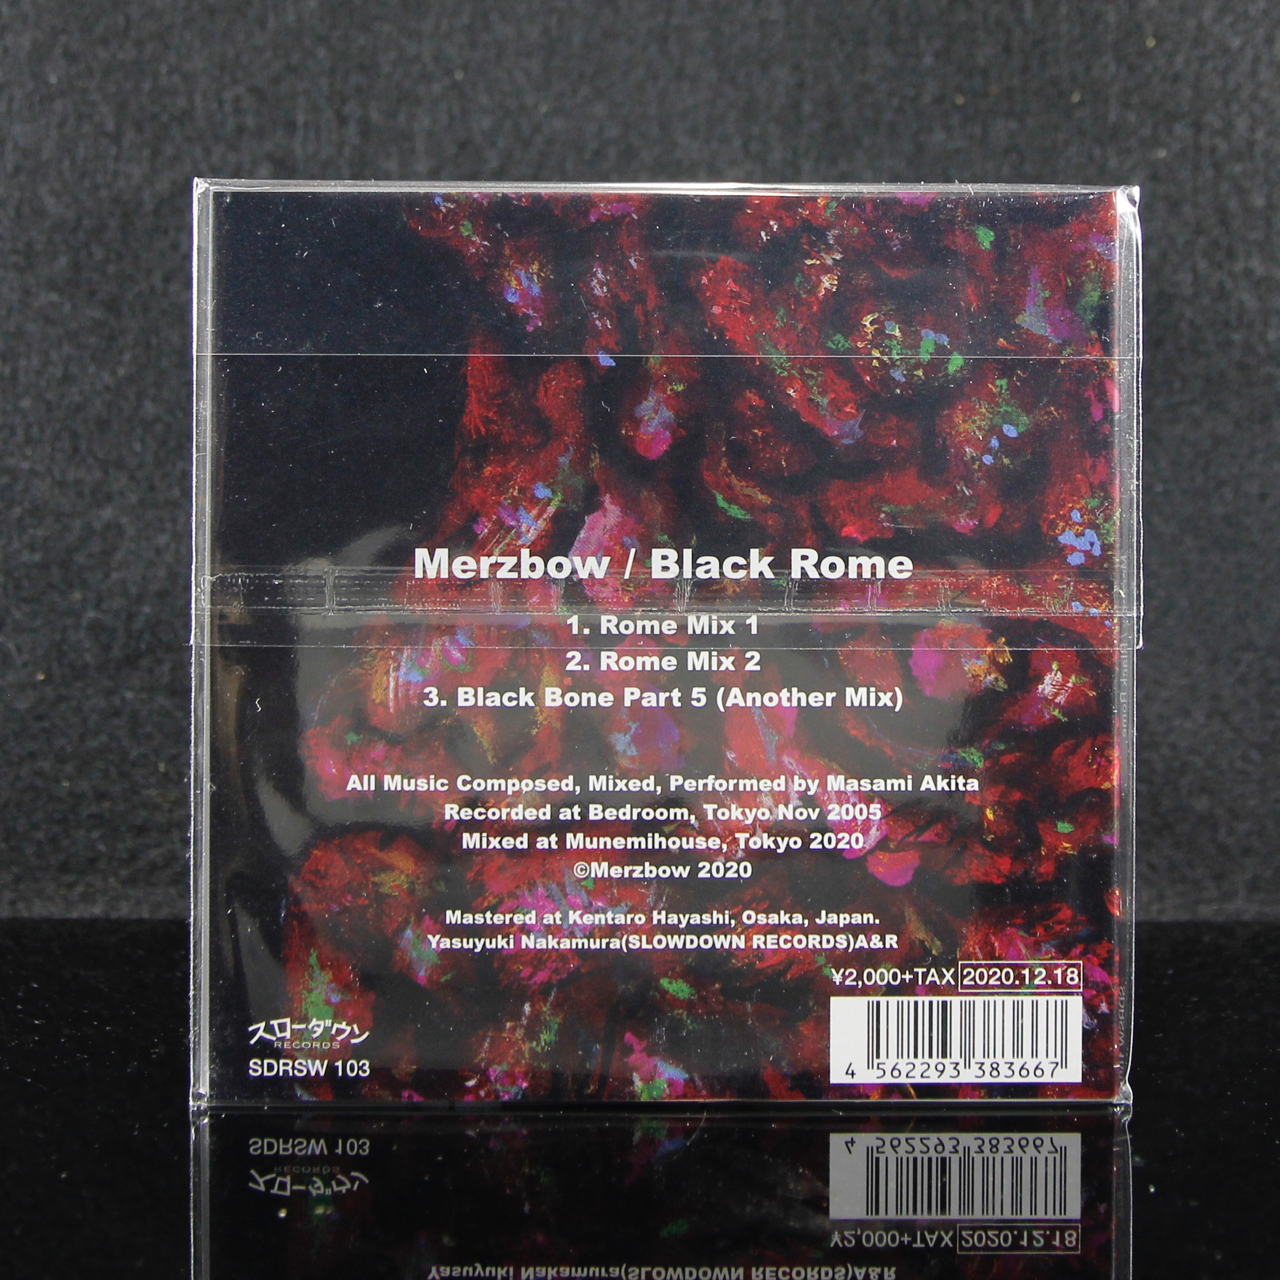 Merzbow / Black Rome
1. Rome Mix 1
2. Rome Mix 2
3. Black Bone Part 5 (Another Mix)
All Music Composed, Mixed, Performed by Masami Akita
Recorded at Bedroom, Tokyo Nov 2005
Mixed at Munemihouse, Tokyo 2020
©Merzbow 2020
Mastered at Kentaro Hayashi, Osaka, Japan.
Yasuyuki Nakamura(SLOWDOWN RECORDS)A&R
¥2,000+TAX 2020.12.18
スローダウン
RECORDS
SDRSW 103
4 562293 383667